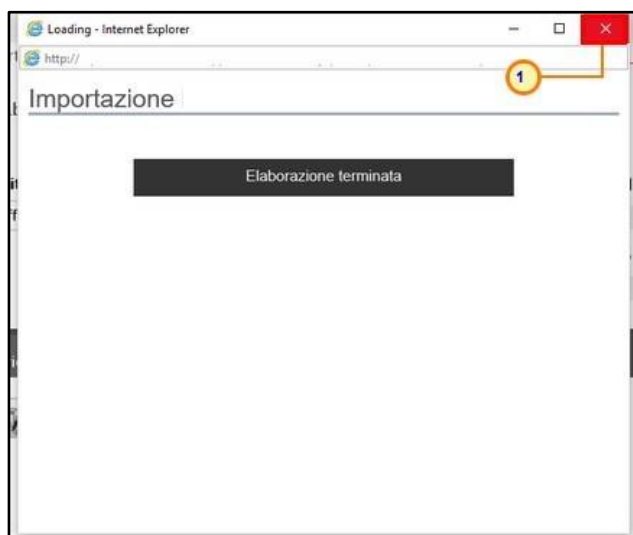 Loading - Internet Explorer
http://
1
Importazione
Elaborazione terminata